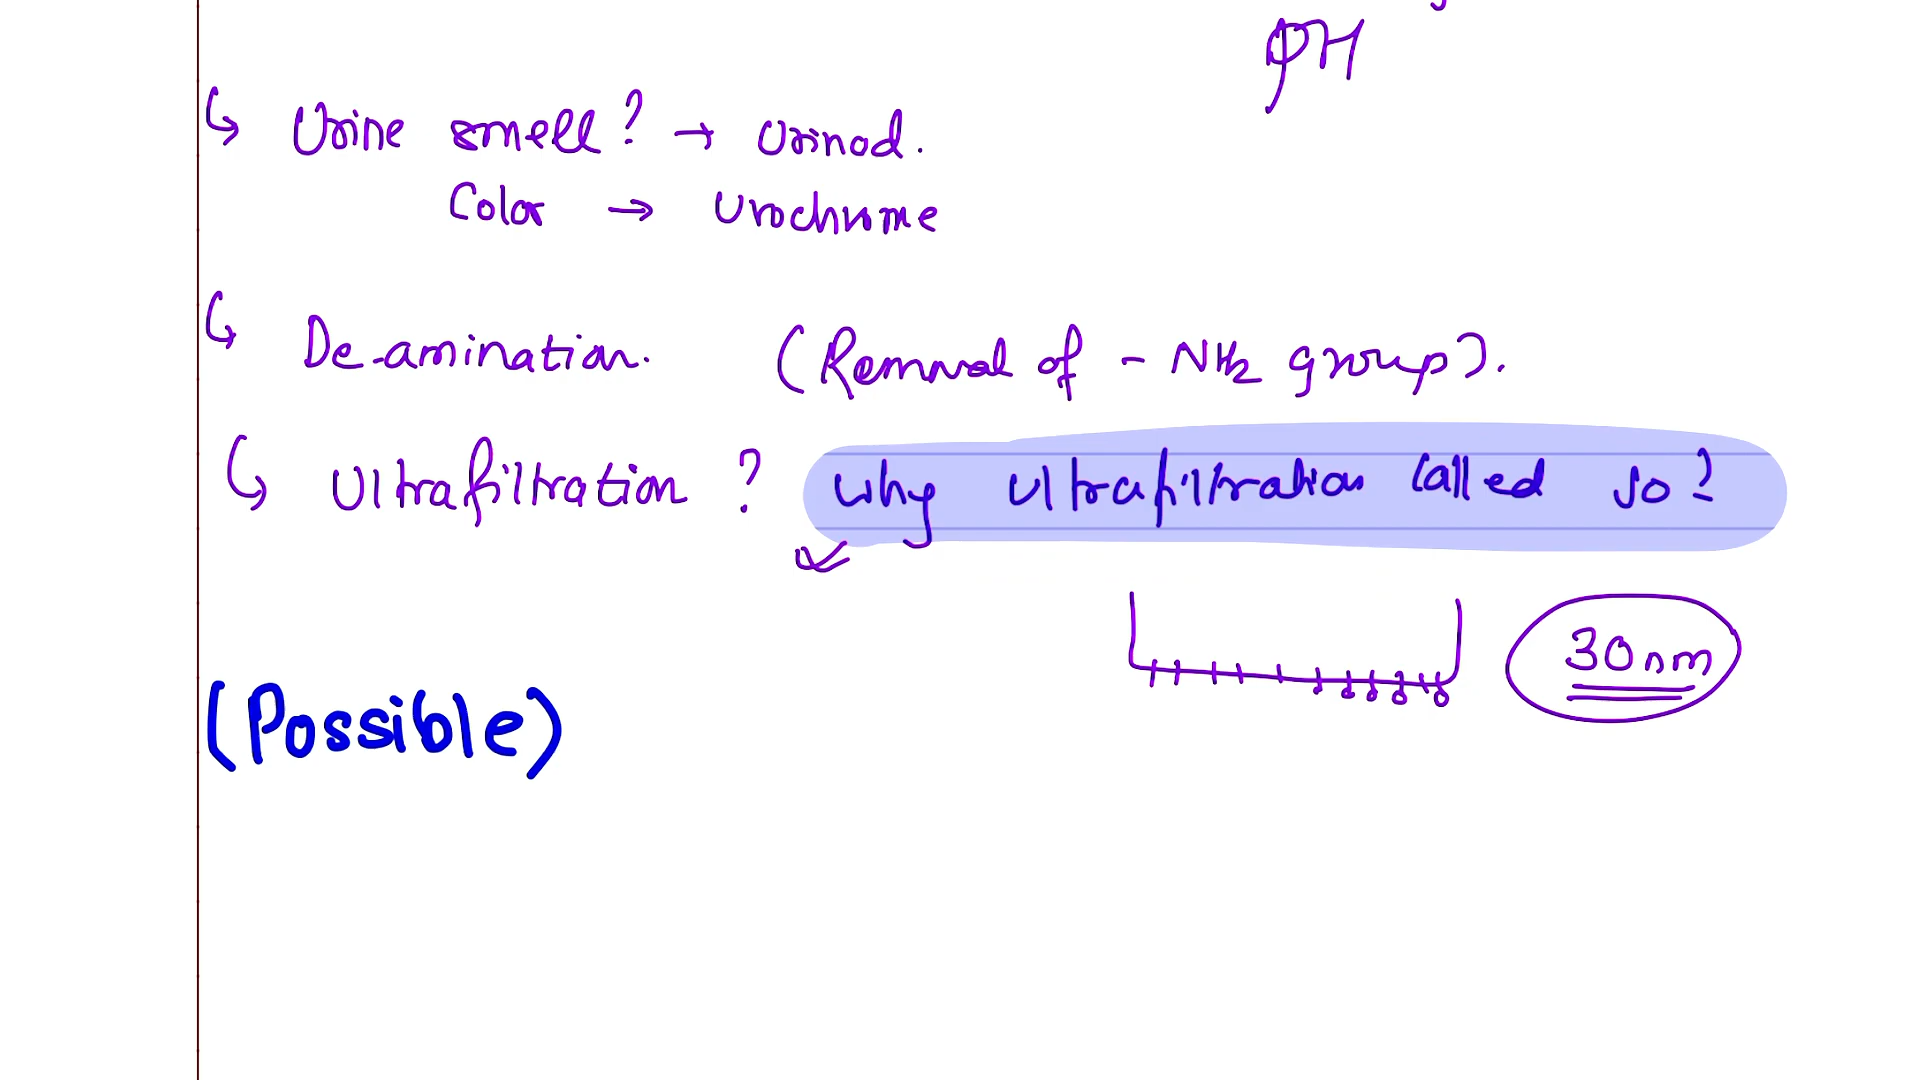 pH
Urine smell? → Urinod.
Color → Urochrome
De-amination. (Removal of - NH2 group).
Ultrafiltration ? Why ultrafiltration called so?
30nm
(Possible)